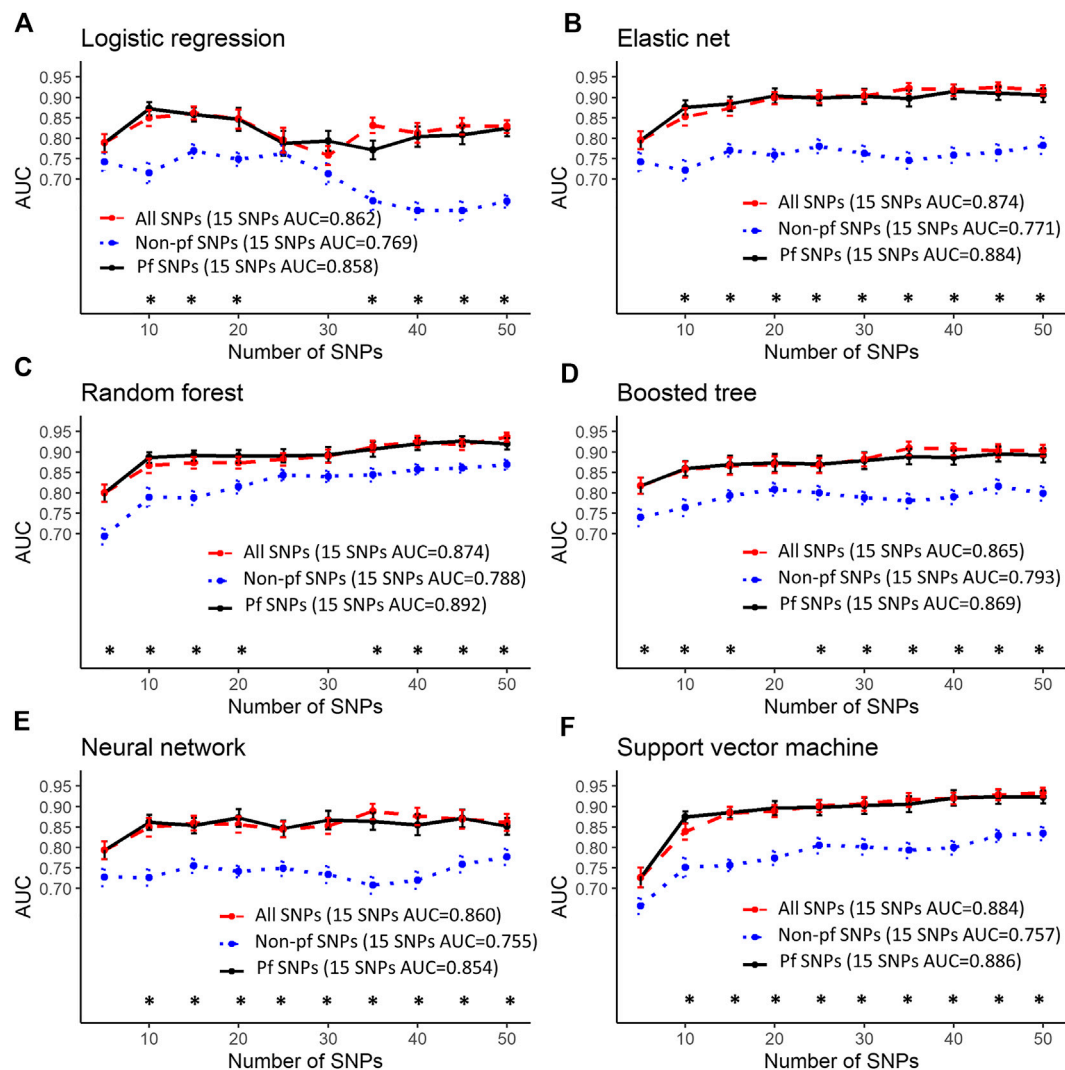 A
Logistic regression
AUC
0.95
0.90
0.85
0.80
0.75
0.70
All SNPs (15 SNPs AUC=0.862)
Non-pf SNPs (15 SNPs AUC=0.769)
Pf SNPs (15 SNPs AUC=0.858)
* * * * * * *
10 20 30 40 50
Number of SNPs
B
Elastic net
AUC
0.95
0.90
0.85
0.80
0.75
0.70
All SNPs (15 SNPs AUC=0.874)
Non-pf SNPs (15 SNPs AUC=0.771)
Pf SNPs (15 SNPs AUC=0.884)
* * * * * * * * *
10 20 30 40 50
Number of SNPs
C
Random forest
AUC
0.95
0.90
0.85
0.80
0.75
0.70
All SNPs (15 SNPs AUC=0.874)
Non-pf SNPs (15 SNPs AUC=0.788)
Pf SNPs (15 SNPs AUC=0.892)
* * * * * * * *
10 20 30 40 50
Number of SNPs
D
Boosted tree
AUC
0.95
0.90
0.85
0.80
0.75
0.70
All SNPs (15 SNPs AUC=0.865)
Non-pf SNPs (15 SNPs AUC=0.793)
Pf SNPs (15 SNPs AUC=0.869)
* * * * * * * * *
10 20 30 40 50
Number of SNPs
E
Neural network
AUC
0.95
0.90
0.85
0.80
0.75
0.70
All SNPs (15 SNPs AUC=0.860)
Non-pf SNPs (15 SNPs AUC=0.755)
Pf SNPs (15 SNPs AUC=0.854)
* * * * * * * * *
10 20 30 40 50
Number of SNPs
F
Support vector machine
AUC
0.95
0.90
0.85
0.80
0.75
0.70
All SNPs (15 SNPs AUC=0.884)
Non-pf SNPs (15 SNPs AUC=0.757)
Pf SNPs (15 SNPs AUC=0.886)
* * * * * * * * *
10 20 30 40 50
Number of SNPs